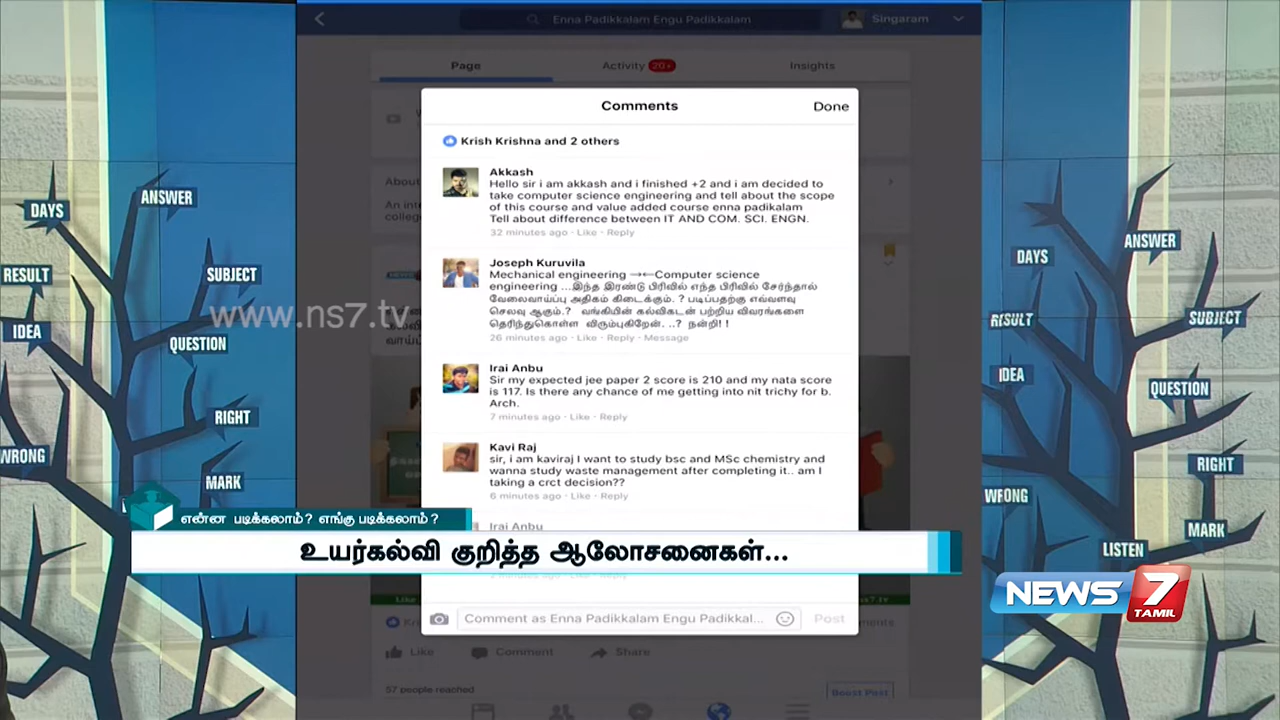 Enna Padikkalam Engu Padikkalam
Singaram
Page
Activity 20+
Insights
Comments
Done
Krish Krishna and 2 others
Akkash
Hello sir i am akkash and i finished +2 and i am decided to
take computer science engineering and tell about the scope
of this course and value added course enna padikalam
Tell about difference between IT AND COM. SCI. ENGN.
32 minutes ago · Like · Reply
Joseph Kuruvila
Mechanical engineering →←Computer science
engineering ...இந்த இரண்டு பிரிவில் எந்த பிரிவில் சேர்ந்தால்
வேலைவாய்ப்பு அதிகம் கிடைக்கும். ? படிப்பதற்கு எவ்வளவு
செலவு ஆகும்.? வங்கியின் கல்விகடன் பற்றிய விவரங்களை
தெரிந்துகொள்ள விரும்புகிறேன். ..? நன்றி! !
26 minutes ago · Like · Reply · Message
Irai Anbu
Sir my expected jee paper 2 score is 210 and my nata score
is 117. Is there any chance of me getting into nit trichy for b.
Arch.
7 minutes ago · Like · Reply
Kavi Raj
sir, i am kaviraj I want to study bsc and MSc chemistry and
wanna study waste management after completing it.. am I
taking a crct decision??
6 minutes ago · Like · Reply
Irai Anbu
என்ன படிக்கலாம்? எங்கு படிக்கலாம்?
உயர்கல்வி குறித்த ஆலோசனைகள்...
Comment as Enna Padikkalam Engu Padikkal...
Post
Like
Comment
Share
57 people reached
Boost Post
www.ns7.tv
NEWS 7
TAMIL
DAYS
ANSWER
RESULT
SUBJECT
IDEA
QUESTION
RIGHT
WRONG
MARK
DAYS
ANSWER
RESULT
SUBJECT
IDEA
QUESTION
RIGHT
WRONG
MARK
LISTEN